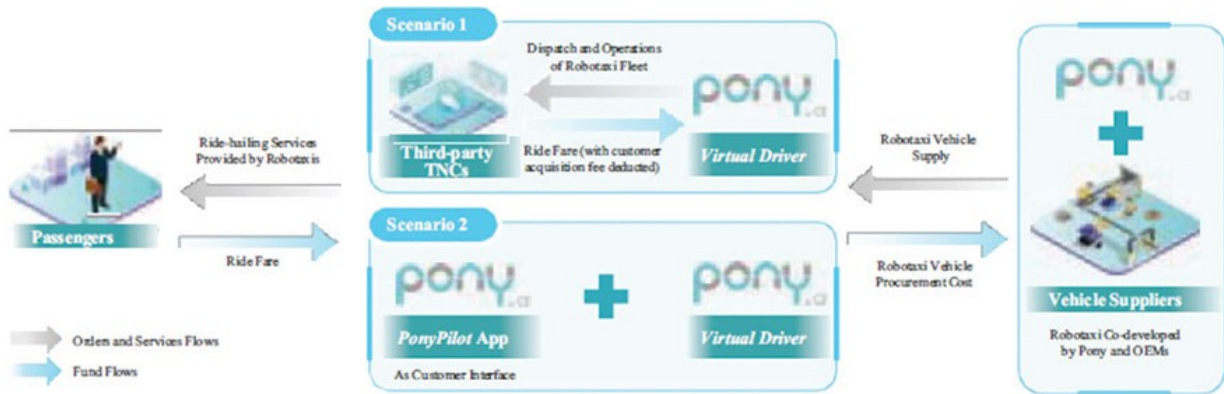 Scenario 1
Dispatch and Operations
of Robotaxi Fleet
pony.ai
Third-party
TNCs
Ride Fare (with customer
acquisition fee deducted)
Virtual Driver
Ride-hailing Services
Provided by Robotaxis
Passengers
Ride Fare
Scenario 2
pony.ai
PonyPilot App
As Customer Interface
pony.ai
Virtual Driver
Robotaxi Vehicle
Supply
Robotaxi Vehicle
Procurement Cost
pony.ai
Vehicle Suppliers
Robotaxi Co-developed
by Pony and OEMs
Orders and Services Flows
Fund Flows